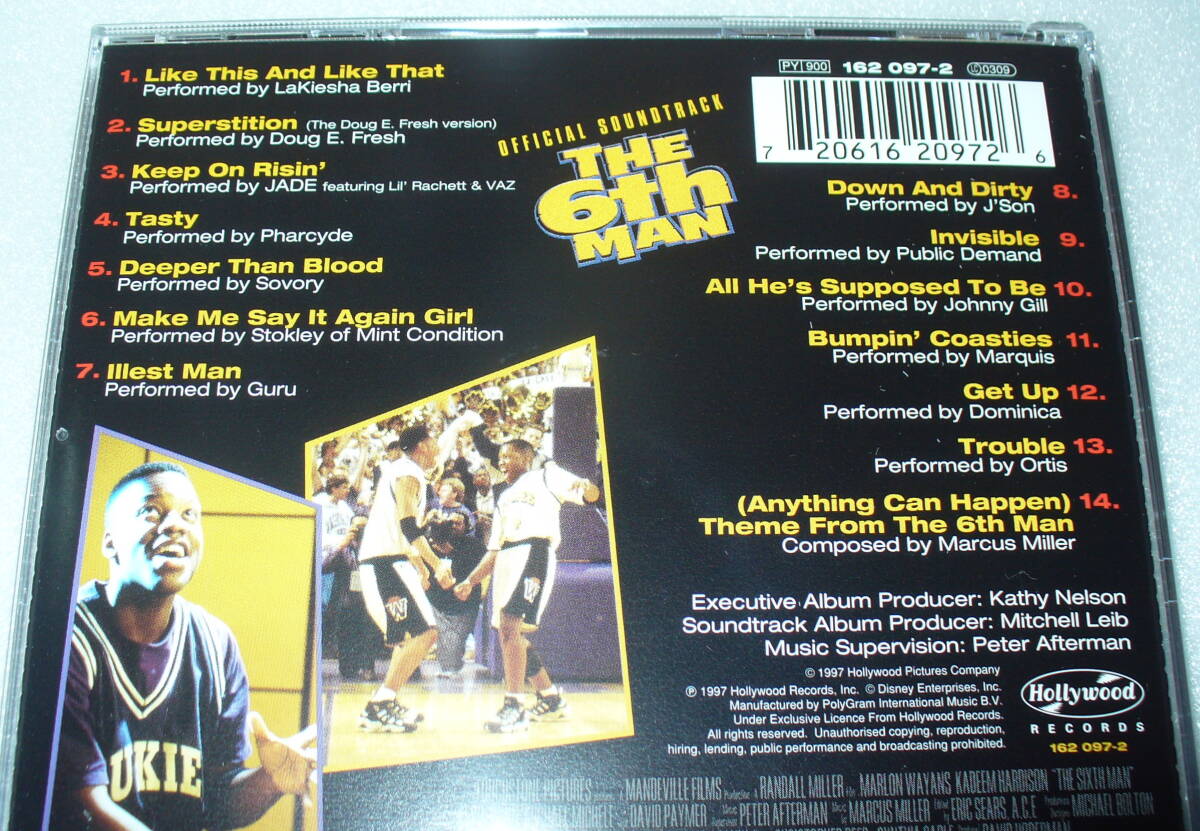 1. Like This And Like That
Performed by LaKiesha Berri
2. Superstition (The Doug E. Fresh version)
Performed by Doug E. Fresh
3. Keep On Risin'
Performed by JADE featuring Lil' Rachett & VAZ
4. Tasty
Performed by Pharcyde
5. Deeper Than Blood
Performed by Sovory
6. Make Me Say It Again Girl
Performed by Stokley of Mint Condition
7. Illest Man
Performed by Guru
OFFICIAL SOUNDTRACK
THE
6th
MAN
PY 900 162 097-2 LC 0309
7 20616 20972 6
Down And Dirty 8.
Performed by J'Son
Invisible 9.
Performed by Public Demand
All He's Supposed To Be 10.
Performed by Johnny Gill
Bumpin' Coasties 11.
Performed by Marquis
Get Up 12.
Performed by Dominica
Trouble 13.
Performed by Ortis
(Anything Can Happen) 14.
Theme From The 6th Man
Composed by Marcus Miller
Executive Album Producer: Kathy Nelson
Soundtrack Album Producer: Mitchell Leib
Music Supervision: Peter Afterman
© 1997 Hollywood Pictures Company
℗ 1997 Hollywood Records, Inc. © Disney Enterprises, Inc.
Manufactured by PolyGram International Music B.V.
Under Exclusive Licence From Hollywood Records.
All rights reserved. Unauthorised copying, reproduction,
hiring, lending, public performance and broadcasting prohibited.
Hollywood
RECORDS
162 097-2
W
W
UKIE
TOUCHSTONE PICTURES MANDEVILLE FILMS RANDALL MILLER MARLON WAYANS KADEEM HARDISON "THE SIXTH MAN"
DAVID PAYMER PETER AFTERMAN MARCUS MILLER ERIC SEARS, A.C.E. MICHAEL BOLTON